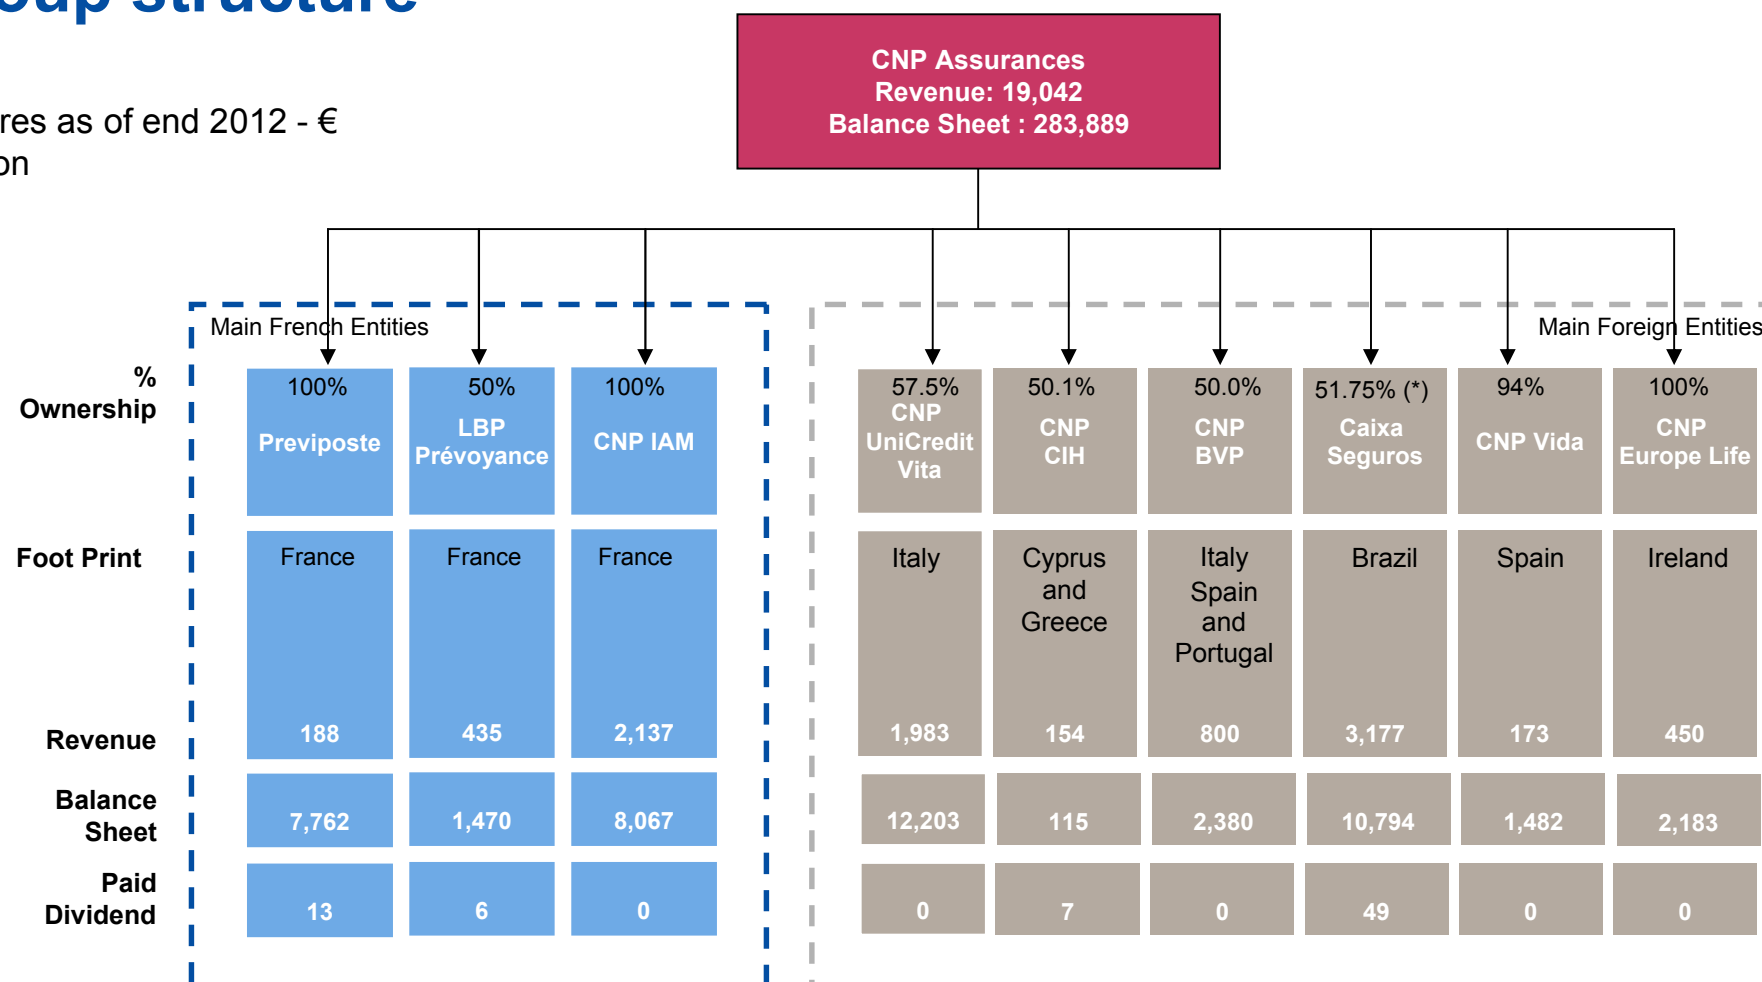 oup structure
CNP Assurances
Revenue: 19,042
Balance Sheet : 283,889
res as of end 2012 - €
on
Main French Entities
Main Foreign Entities
%
Ownership
100%
Previposte
50%
LBP
Prévoyance
100%
CNP IAM
57.5%
CNP
UniCredit
Vita
50.1%
CNP
CIH
50.0%
CNP
BVP
51.75% (*)
Caixa
Seguros
94%
CNP Vida
100%
CNP
Europe Life
Foot Print
France
France
France
Italy
Cyprus
and
Greece
Italy
Spain
and
Portugal
Brazil
Spain
Ireland
Revenue
188
435
2,137
1,983
154
800
3,177
173
450
Balance
Sheet
7,762
1,470
8,067
12,203
115
2,380
10,794
1,482
2,183
Paid
Dividend
13
6
0
0
7
0
49
0
0